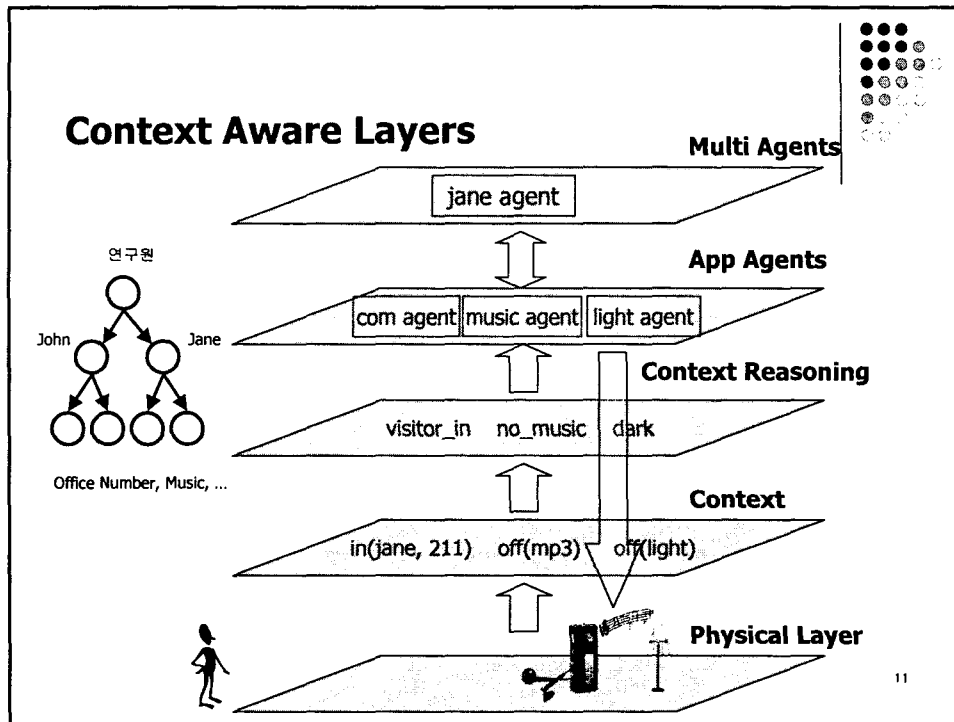 Context Aware Layers
Multi Agents
jane agent
연구원
App Agents
com agent music agent light agent
John Jane
Context Reasoning
visitor_in no_music dark
Office Number, Music, ...
Context
in(jane, 211) off(mp3) off(light)
Physical Layer
11